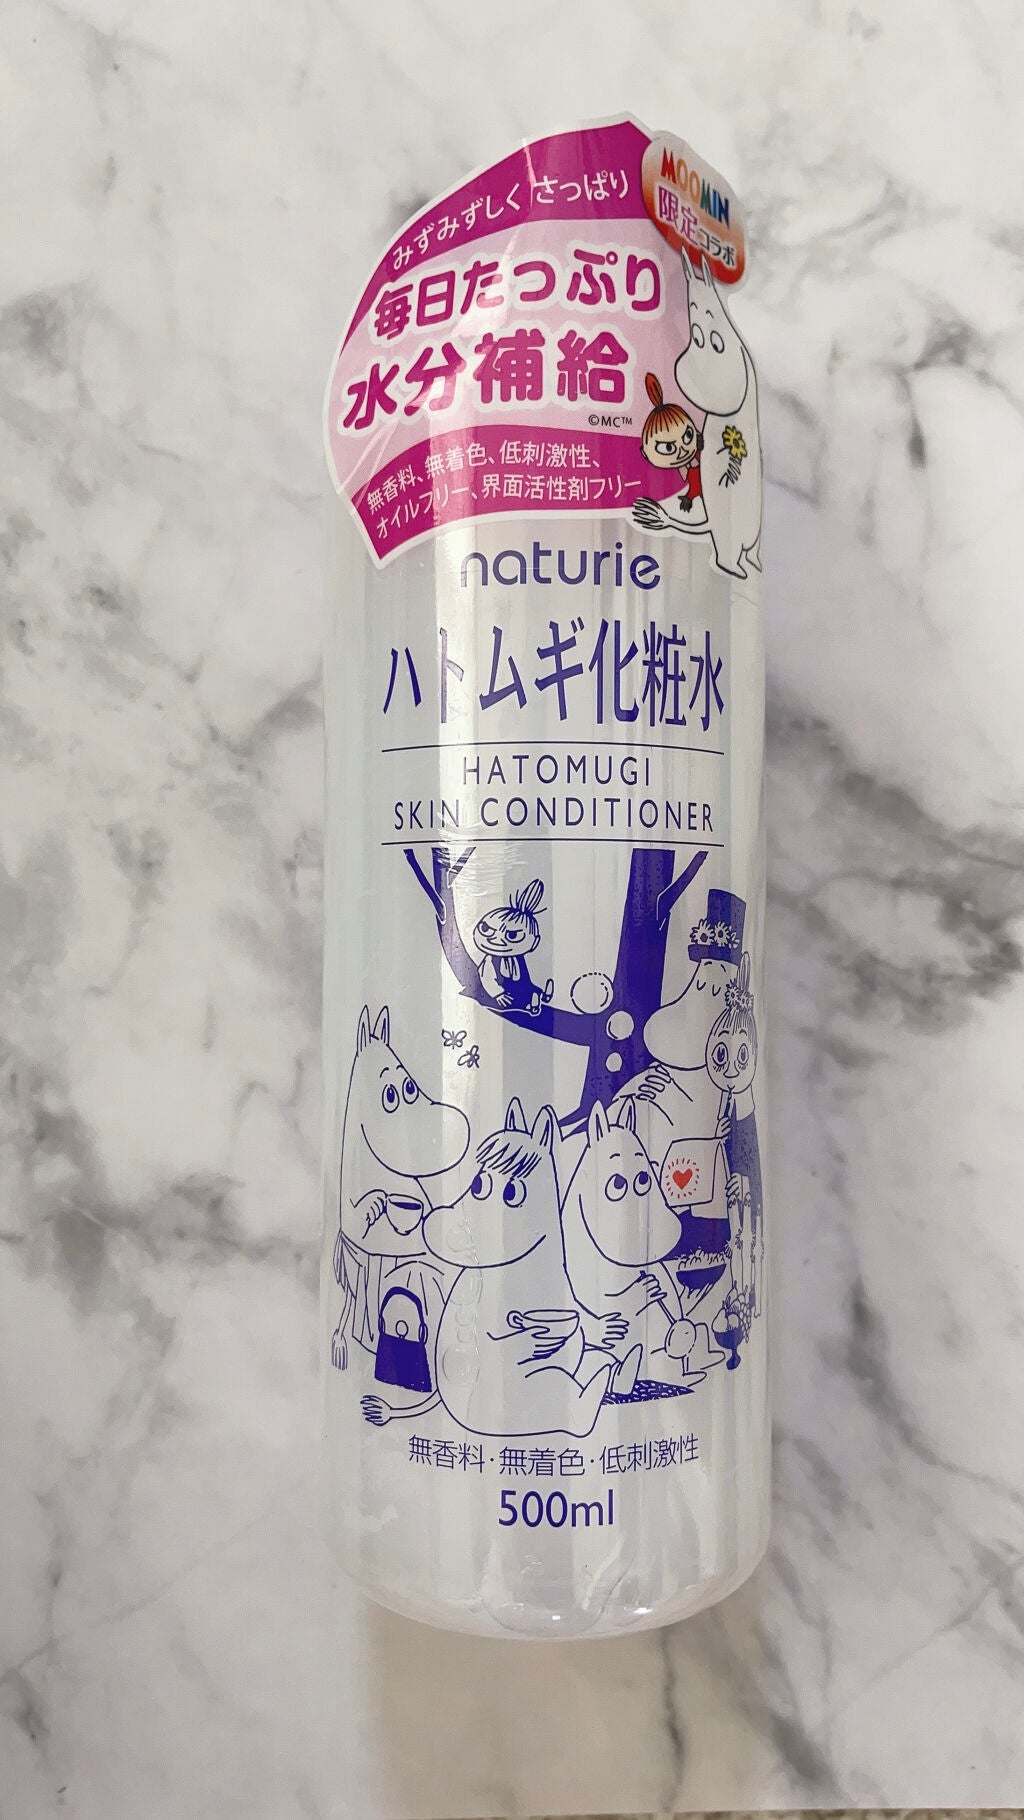 MOOMIN
限定コラボ
みずみずしくさっぱり
毎日たっぷり
水分補給
©MC™
無香料、無着色、低刺激性、
オイルフリー、界面活性剤フリー
naturie
ハトムギ化粧水
HATOMUGI
SKIN CONDITIONER
無香料・無着色・低刺激性
500ml